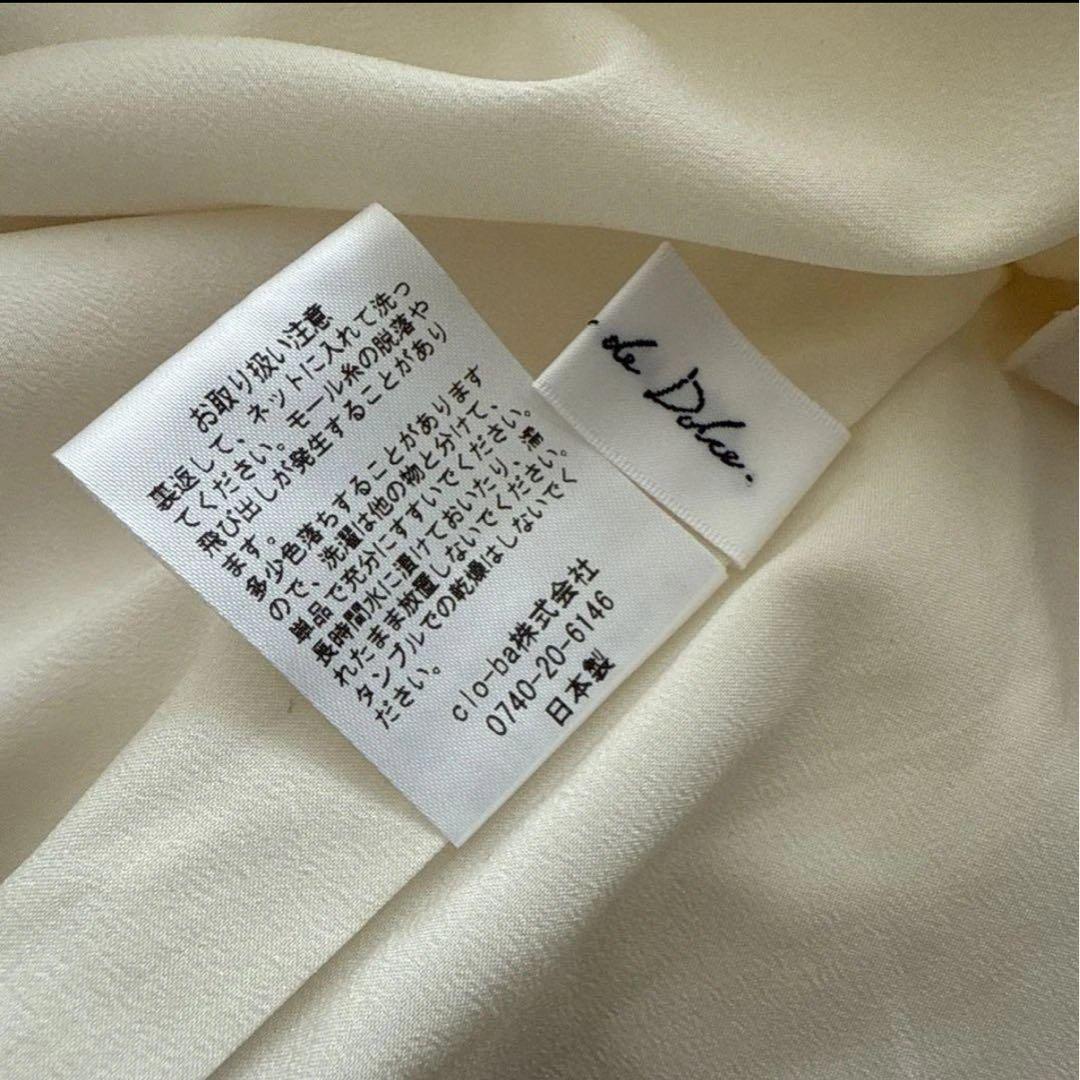 お取り扱い注意
裏返して、ネットに入れて洗っ
てください。モール糸の脱落や
飛び出しが発生することがあり
ます。
多少色落ちすることがあります
ので、洗濯は他の物と分けて、
単品で充分にすすいでください。
長時間水に漬けておいたり、濡
れたまま放置しないでください。
タンブルでの乾燥はしないでく
ださい。
clo-ba株式会社
0740-20-6146
日本製
de Dolce.